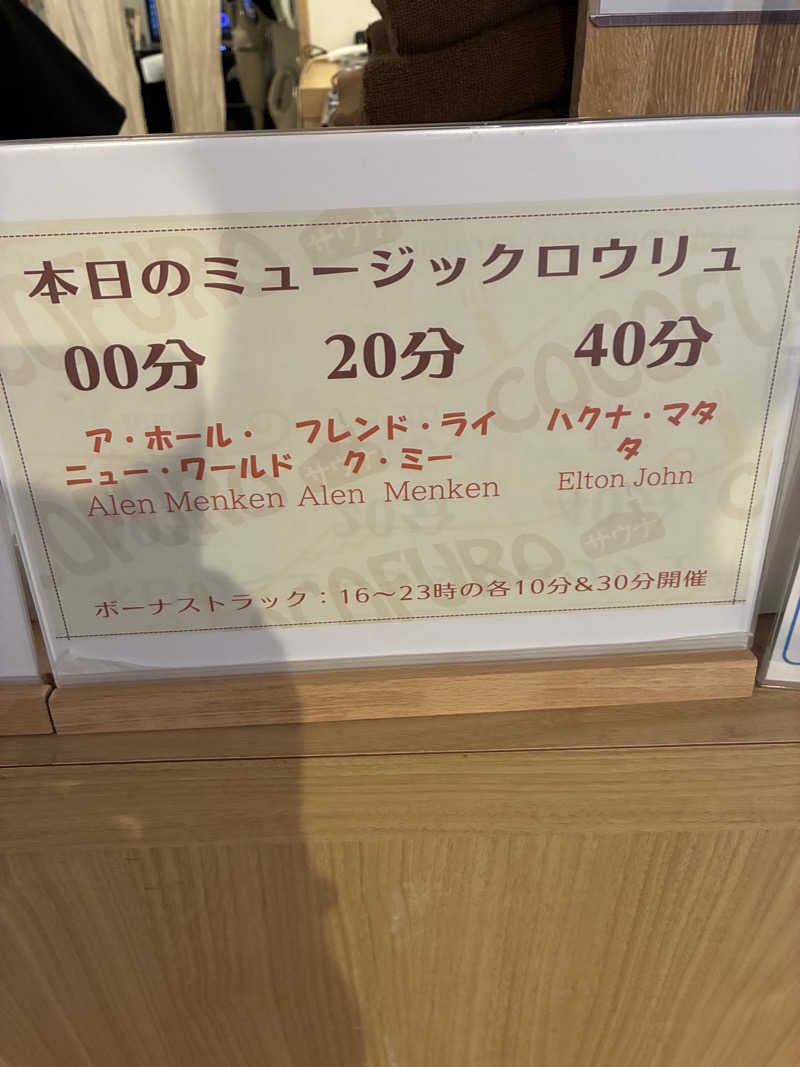 本日のミュージックロウリュ
00分 20分 40分
ア・ホール・ニュー・ワールド
Alen Menken
フレンド・ライク・ミー
Alen Menken
ハクナ・マタタ
Elton John
ボーナストラック：16〜23時の各10分&30分開催
COCOFURO
サウナ